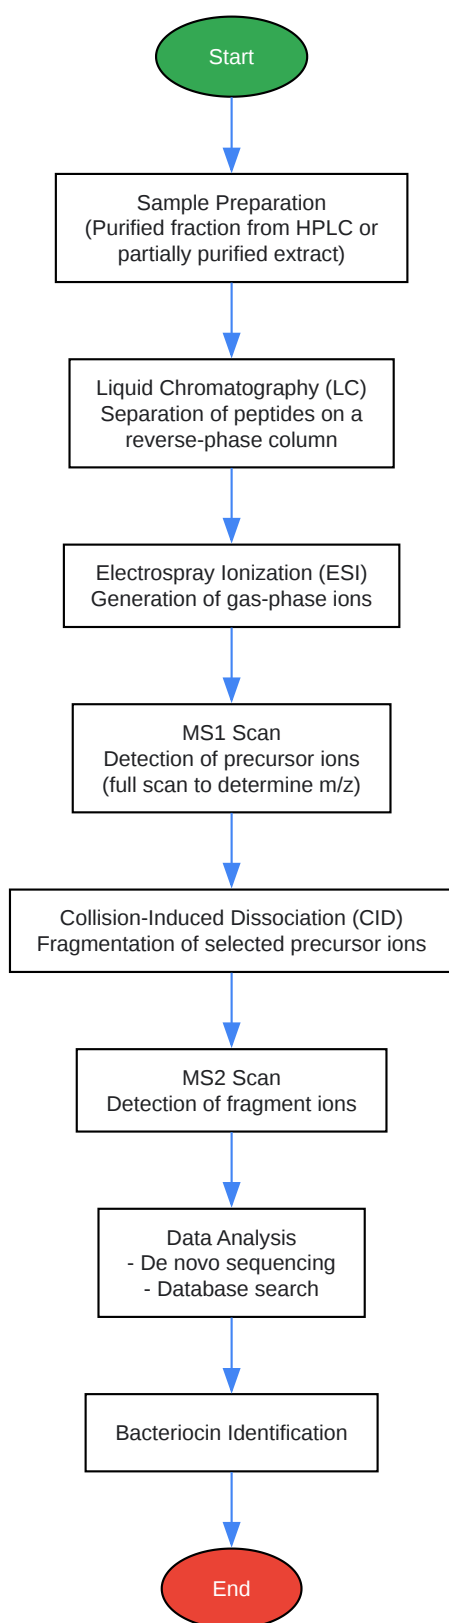 Start
Sample Preparation
(Purified fraction from HPLC or
partially purified extract)
Liquid Chromatography (LC)
Separation of peptides on a
reverse-phase column
Electrospray Ionization (ESI)
Generation of gas-phase ions
MS1 Scan
Detection of precursor ions
(full scan to determine m/z)
Collision-Induced Dissociation (CID)
Fragmentation of selected precursor ions
MS2 Scan
Detection of fragment ions
Data Analysis
- De novo sequencing
- Database search
Bacteriocin Identification
End